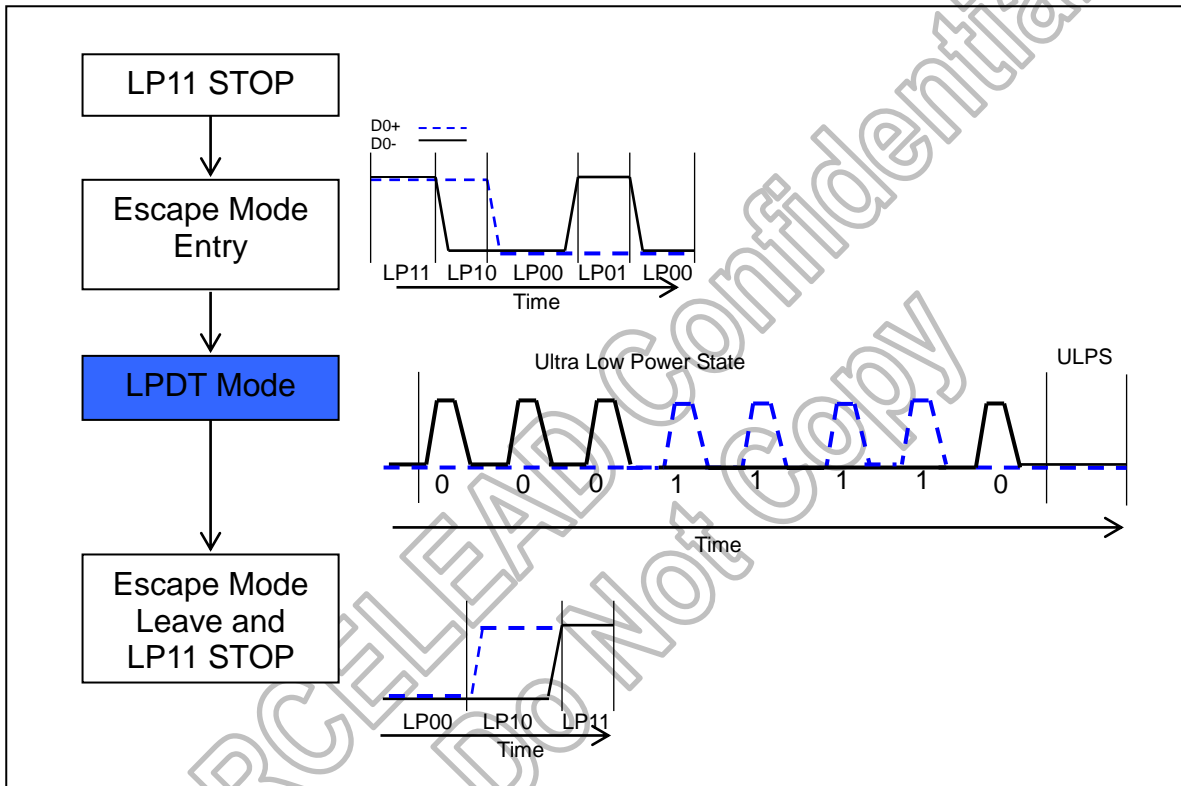 LP11 STOP
D0+
D0-
Escape Mode
Entry
LP11 LP10 LP00 LP01 LP00
Time
LPDT Mode
Ultra Low Power State
ULPS
0 0 0 1 1 1 1 0
Time
Escape Mode
Leave and
LP11 STOP
LP00 LP10 LP11
Time
RCELEAD Confidential
Do Not Copy